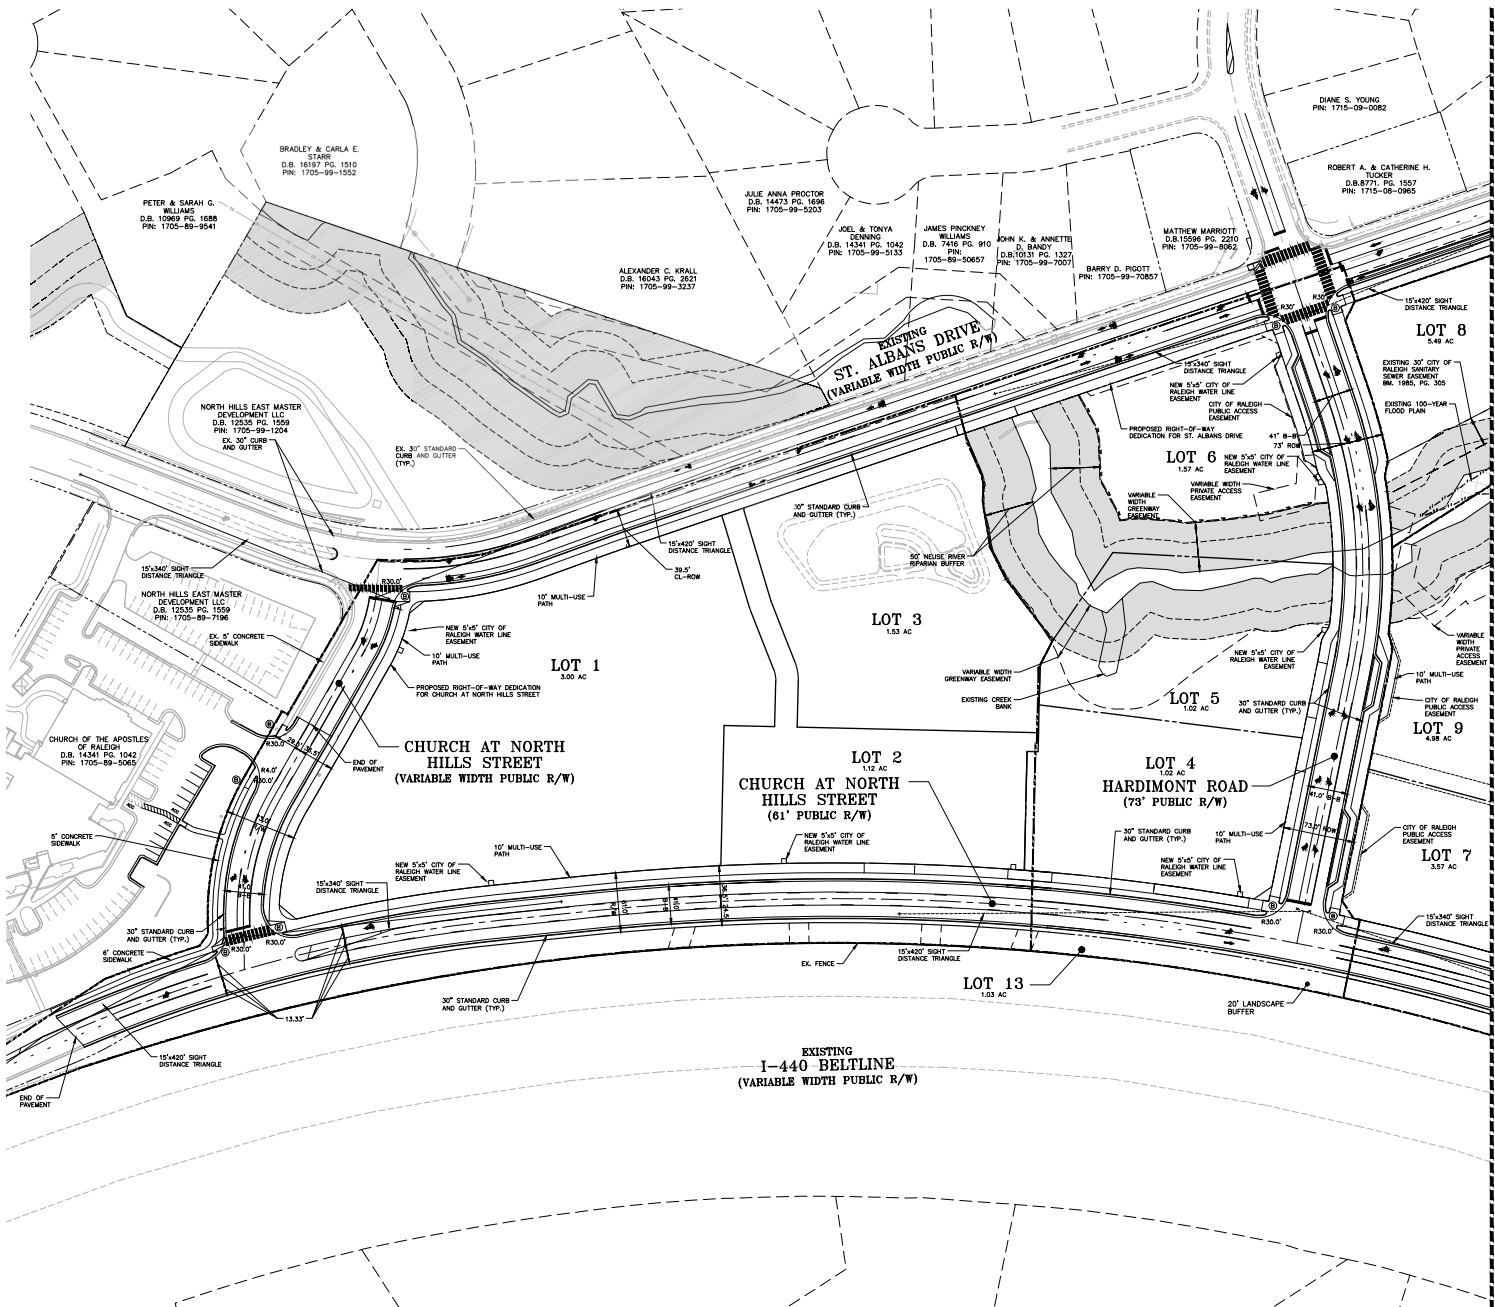 DIANE S. YOUNG
PIN: 1715-09-0082
BRADLEY & CARLA E.
STARR
D.B. 16197 PG. 1510
PIN: 1705-99-1552
ROBERT A. & CATHERINE H.
TUCKER
D.B.8771. PG. 1557
PIN: 1715-08-0965
PETER & SARAH G.
WILLIAMS
D.B. 10969 PG. 1688
PIN: 1705-89-9541
JULIE ANNA PROCTOR
D.B. 14473 PG. 1696
PIN: 1705-99-5203
JOEL & TONYA
DENNING
D.B. 14341 PG. 1042
PIN: 1705-99-5133
JAMES PINCKNEY
WILLIAMS
D.B. 7416 PG. 910
PIN:
1705-89-50657
JOHN K. & ANNETTE
D. BANDY
D.B.10131 PG. 1327
PIN: 1705-99-7007
MATTHEW MARRIOTT
D.B.15596 PG. 2210
PIN: 1705-99-8062
BARRY D. PIGOTT
PIN: 1705-99-70857
ALEXANDER C. KRALL
D.B. 16043 PG. 2621
PIN: 1705-99-3237
EXISTING
ST. ALBANS DRIVE
(VARIABLE WIDTH PUBLIC R/W)
R30'
R30'
15'x420' SIGHT
DISTANCE TRIANGLE
LOT 8
5.49 AC
15'x340' SIGHT
DISTANCE TRIANGLE
NEW 5'x5' CITY OF
RALEIGH WATER LINE
EASEMENT
CITY OF RALEIGH
PUBLIC ACCESS
EASEMENT
EXISTING 30' CITY OF
RALEIGH SANITARY
SEWER EASEMENT
BM. 1985, PG. 305
EXISTING 100-YEAR
FLOOD PLAIN
PROPOSED RIGHT-OF-WAY
DEDICATION FOR ST. ALBANS DRIVE
41' B-B
73' ROW
LOT 6
1.57 AC
NEW 5'x5' CITY OF
RALEIGH WATER LINE
EASEMENT
VARIABLE WIDTH
PRIVATE ACCESS
EASEMENT
VARIABLE
WIDTH
GREENWAY
EASEMENT
NORTH HILLS EAST MASTER
DEVELOPMENT LLC
D.B. 12535 PG. 1559
PIN: 1705-99-1204
EX. 30" CURB
AND GUTTER
EX. 30" STANDARD
CURB AND GUTTER
(TYP.)
30" STANDARD CURB
AND GUTTER (TYP.)
50' NEUSE RIVER
RIPARIAN BUFFER
15'x420' SIGHT
DISTANCE TRIANGLE
39.5'
CL-ROW
15'x340' SIGHT
DISTANCE TRIANGLE
R30.0'
B
NORTH HILLS EAST MASTER
DEVELOPMENT LLC
D.B. 12535 PG. 1559
PIN: 1705-89-7196
10' MULTI-USE
PATH
EX. 5' CONCRETE
SIDEWALK
NEW 5'x5' CITY OF
RALEIGH WATER LINE
EASEMENT
10' MULTI-USE
PATH
LOT 3
1.53 AC
LOT 1
3.00 AC
PROPOSED RIGHT-OF-WAY DEDICATION
FOR CHURCH AT NORTH HILLS STREET
VARIABLE WIDTH
GREENWAY EASEMENT
EXISTING CREEK
BANK
NEW 5'x5' CITY OF
RALEIGH WATER LINE
EASEMENT
VARIABLE
WIDTH
PRIVATE
ACCESS
EASEMENT
10' MULTI-USE
PATH
CITY OF RALEIGH
PUBLIC ACCESS
EASEMENT
LOT 5
1.02 AC
30" STANDARD CURB
AND GUTTER (TYP.)
LOT 9
4.98 AC
CHURCH OF THE APOSTLES
OF RALEIGH
D.B. 14341 PG. 1042
PIN: 1705-89-5065
R30.0'
END OF
PAVEMENT
CHURCH AT NORTH
HILLS STREET
(VARIABLE WIDTH PUBLIC R/W)
R4.0'
R30.0'
LOT 2
1.12 AC
CHURCH AT NORTH
HILLS STREET
(61' PUBLIC R/W)
LOT 4
1.02 AC
HARDIMONT ROAD
(73' PUBLIC R/W)
41.0' B-B
73.0' ROW
5' CONCRETE
SIDEWALK
10' MULTI-USE
PATH
NEW 5'x5' CITY OF
RALEIGH WATER LINE
EASEMENT
30" STANDARD CURB
AND GUTTER (TYP.)
10' MULTI-USE
PATH
CITY OF RALEIGH
PUBLIC ACCESS
EASEMENT
LOT 7
3.57 AC
NEW 5'x5' CITY OF
RALEIGH WATER LINE
EASEMENT
NEW 5'x5' CITY OF
RALEIGH WATER LINE
EASEMENT
15'x340' SIGHT
DISTANCE TRIANGLE
30" STANDARD CURB
AND GUTTER (TYP.)
R30.0'
R30.0'
6' CONCRETE
SIDEWALK
R30.0'
R30.0'
15'x340' SIGHT
DISTANCE TRIANGLE
15'x420' SIGHT
DISTANCE TRIANGLE
EX. FENCE
LOT 13
1.03 AC
30" STANDARD CURB
AND GUTTER (TYP.)
20' LANDSCAPE
BUFFER
13.33'
15'x420' SIGHT
DISTANCE TRIANGLE
END OF
PAVEMENT
EXISTING
I-440 BELTLINE
(VARIABLE WIDTH PUBLIC R/W)